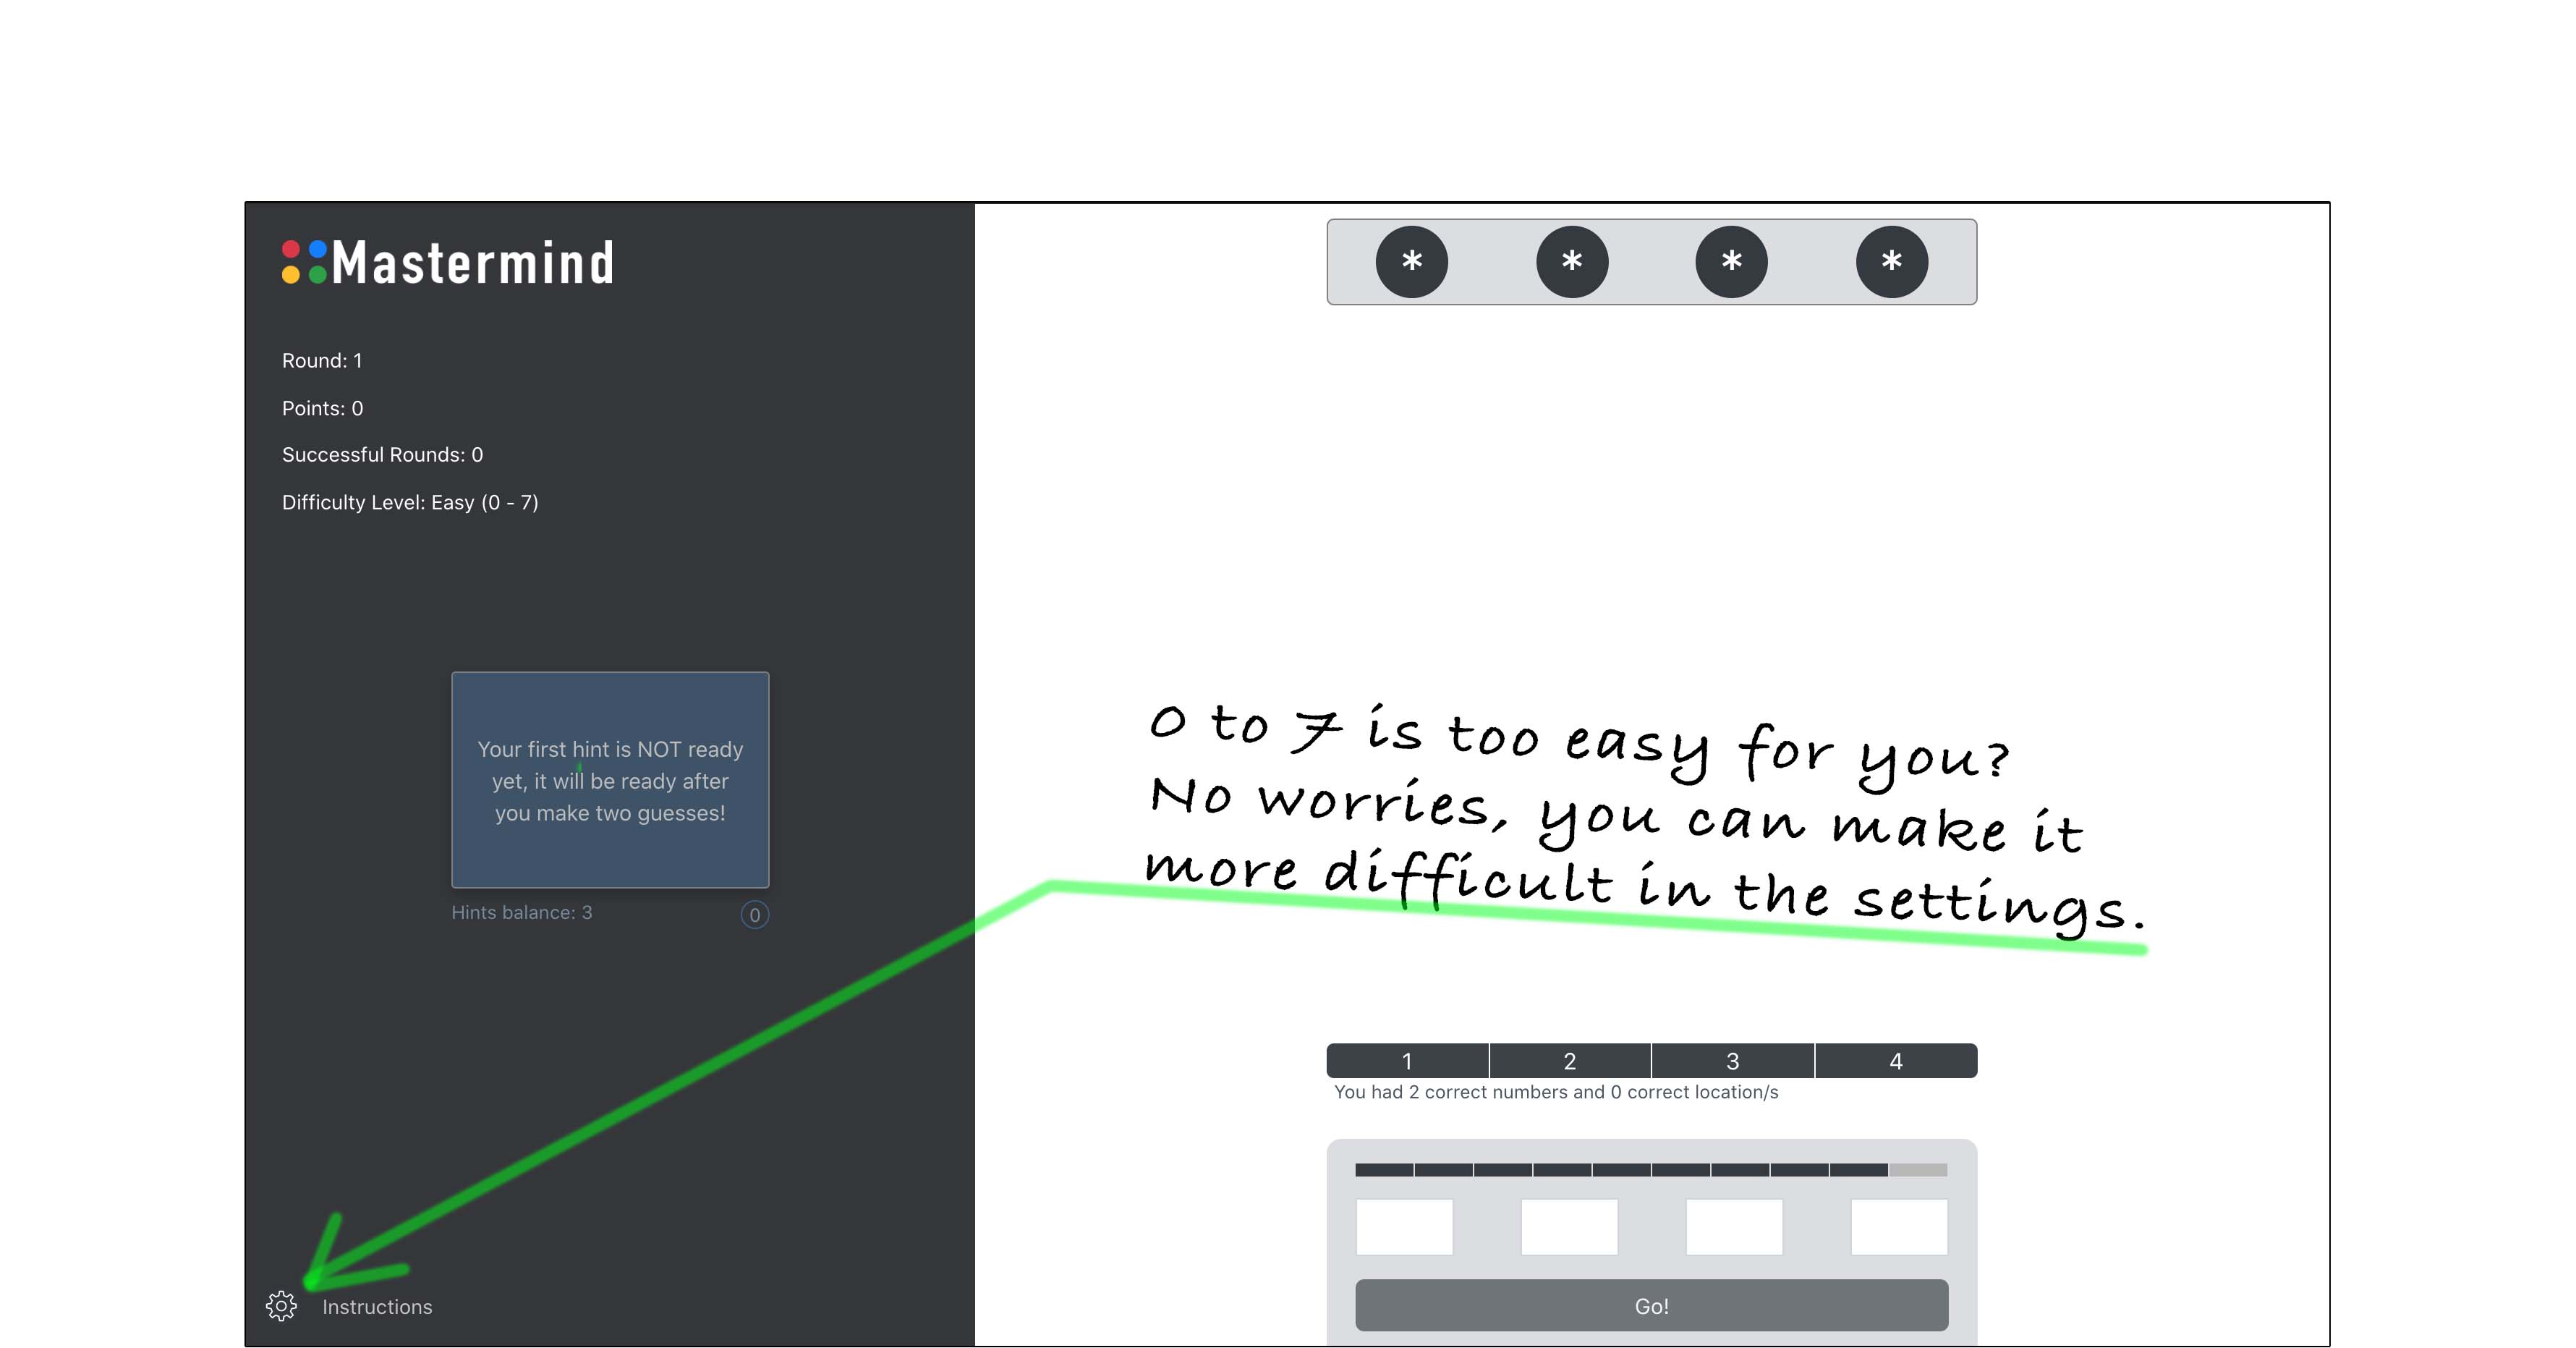 Mastermind
Round: 1
Points: 0
Successful Rounds: 0
Difficulty Level: Easy (0 - 7)
Your first hint is NOT ready
yet, it will be ready after
you make two guesses!
Hints balance: 3
0
Instructions
* * * *
0 to 7 is too easy for you?
No worries, you can make it
more difficult in the settings.
1 2 3 4
You had 2 correct numbers and 0 correct location/s
Go!